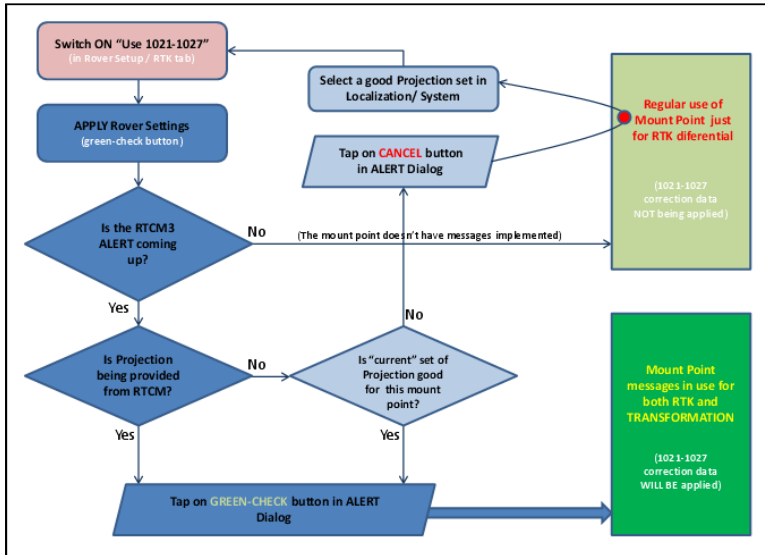 Switch ON “Use 1021-1027”
(in Rover Setup / RTK tab)
Select a good Projection set in
Localization/ System
Regular use of
Mount Point just
for RTK diferential
(1021-1027
correction data
NOT being applied)
APPLY Rover Settings
(green-check button)
Tap on CANCEL button
in ALERT Dialog
Is the RTCM3
ALERT coming
up?
No
(The mount point doesn't have messages implemented)
Yes
No
Is Projection
being provided
from RTCM?
No
Is “current” set of
Projection good
for this mount
point?
Mount Point
messages in use for
both RTK and
TRANSFORMATION
(1021-1027
correction data
WILL BE applied)
Yes
Yes
Tap on GREEN-CHECK button in ALERT
Dialog